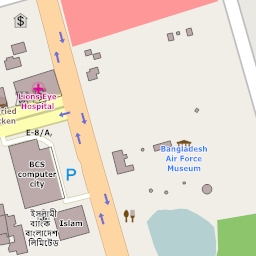 $
Lions Eye
Hospital
ried
cken
E-8/A,
Bangladesh
Air Force
Museum
BCS
computer
city
P
ইসলামী
ব্যাংক
বাংলাদেশ
লিমিটেড
Islam